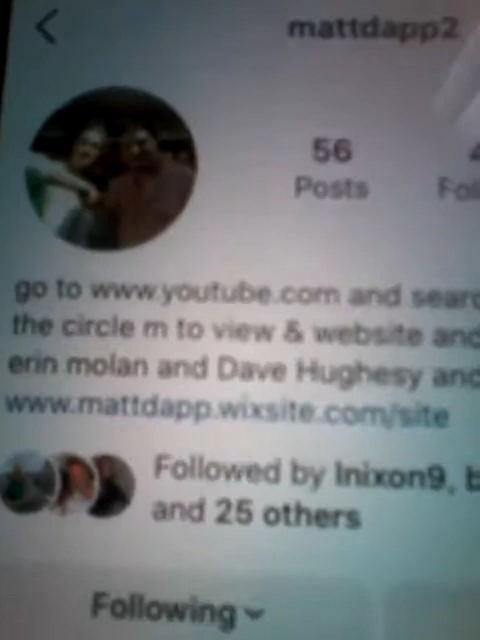 mattdapp2
56
Posts
go to www.youtube.com and
the circle m to view & website and
erin molan and Dave Hughesy and
www.mattdapp.wixsite.com/site
Followed by lnixon9,
and 25 others
Following